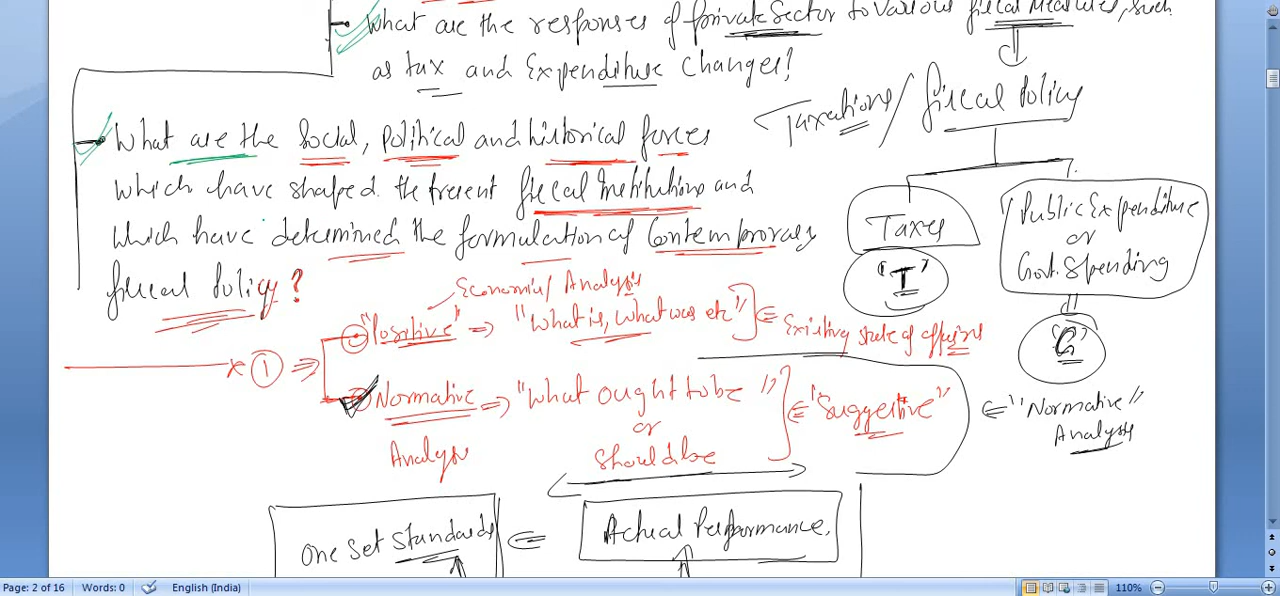 What are the responses of private Sector to various fiscal measures, such
as tax and Expenditure Changes?
What are the Social, political and historical forces
which have shaped the present fiscal Institutions and
which have determined the formulation of Contemporary
fiscal Policy?
Taxations/fiscal Policy
Taxes
"T"
Public Expenditure
or
Govt. Spending
"G"
Economic/ Analysis
① ⇒
"Positive" ⇒ "What is, What was etc" ⇐ Existing state of affairs
Normative ⇒ "What ought to be" ⇐ "Suggestive" ⇐ "Normative"
Analysis
or
Analysis
should be
One Set Standards ⇐ Actual Performance.
Page: 2 of 16 Words: 0 English (India) 110%